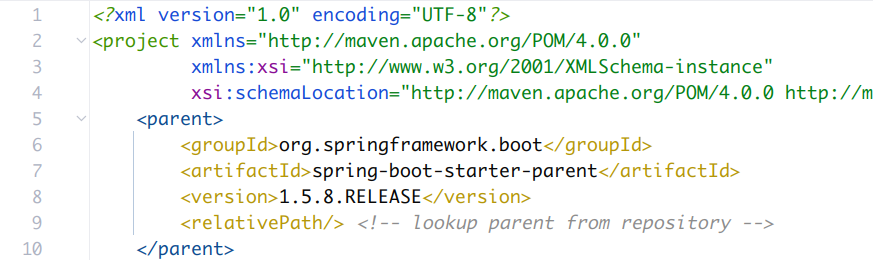 1 <?xml version="1.0" encoding="UTF-8"?>
2 <project xmlns="http://maven.apache.org/POM/4.0.0"
3 xmlns:xsi="http://www.w3.org/2001/XMLSchema-instance"
4 xsi:schemaLocation="http://maven.apache.org/POM/4.0.0 http://m
5 <parent>
6 <groupId>org.springframework.boot</groupId>
7 <artifactId>spring-boot-starter-parent</artifactId>
8 <version>1.5.8.RELEASE</version>
9 <relativePath/> <!-- lookup parent from repository -->
10 </parent>